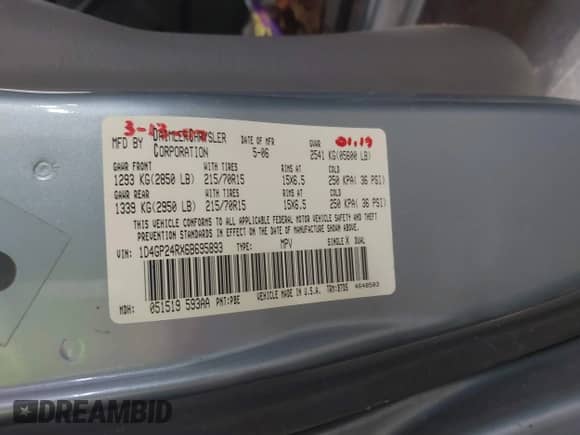 3-13
01.19
MFD BY DAIMLERCHRYSLER CORPORATION DATE OF MFR 5-06 GVWR 2541 KG(05600 LB)
GAWR FRONT WITH TIRES RIMS AT COLD
1293 KG(2850 LB) 215/70R15 15X6.5 250 KPA( 36 PSI)
GAWR REAR WITH TIRES RIMS AT COLD
1339 KG(2950 LB) 215/70R15 15X6.5 250 KPA( 36 PSI)
THIS VEHICLE CONFORMS TO ALL APPLICABLE FEDERAL MOTOR VEHICLE SAFETY AND THEFT
PREVENTION STANDARDS IN EFFECT ON THE DATE OF MANUFACTURE SHOWN ABOVE.
VIN: 1D4GP24RX6B695893 TYPE: MPV SINGLE X DUAL
MDH: 051519 593AA PNT:PBE VEHICLE MADE IN U.S.A. TRM:B7D5 4648503
DREAMBID